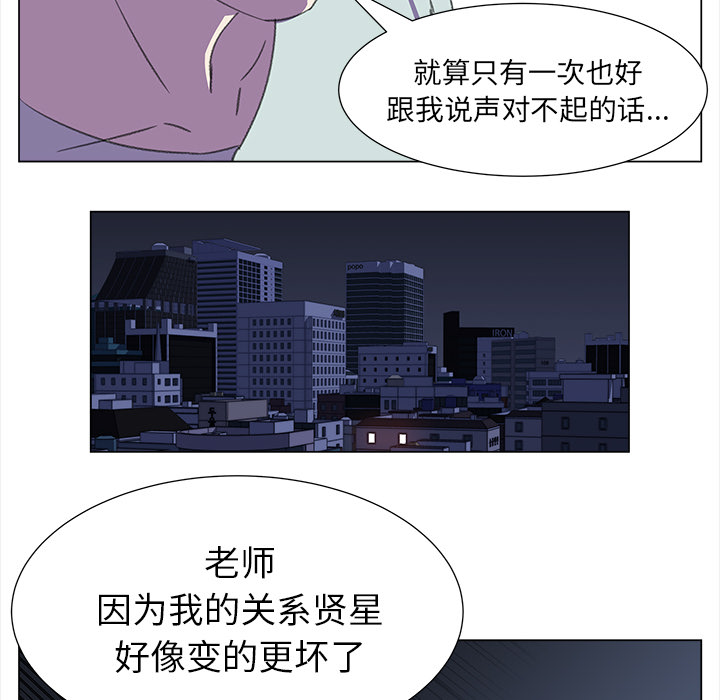 就算只有一次也好
跟我说声对不起的话...
popo
IRON
老师
因为我的关系贤星
好像变的更坏了